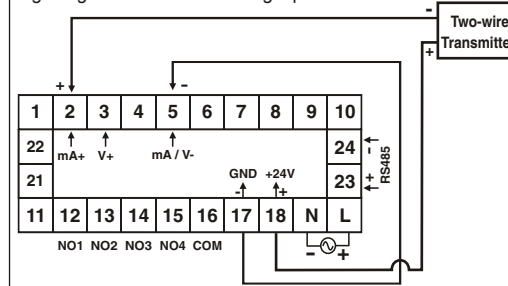 -
Two-wire
+
+ -
1 2 3 4 5 6 7 8 9 10
22 mA+ V+ mA / V- 24 - RS485
GND +24V
21 - + 23 +
11 12 13 14 15 16 17 18 N L
NO1 NO2 NO3 NO4 COM - +